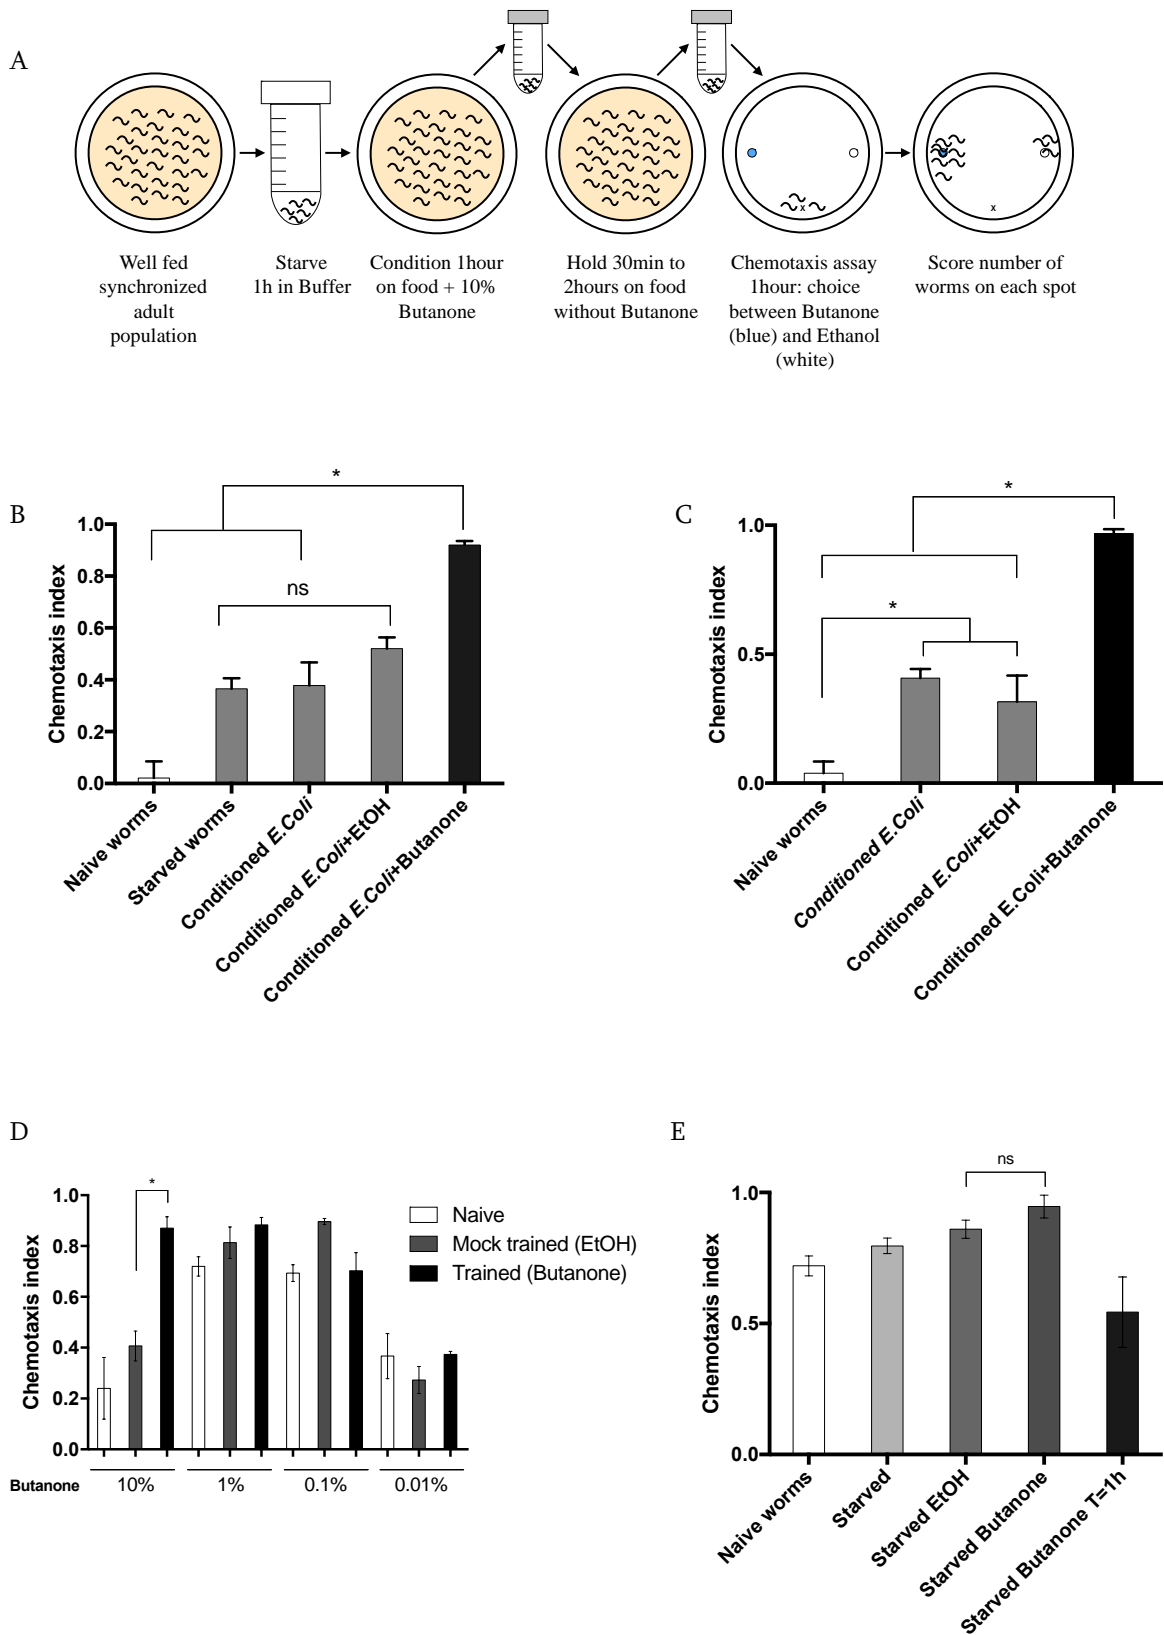 A
Well fed
synchronized
adult
population
Starve
1h in Buffer
Condition 1hour
on food + 10%
Butanone
Hold 30min to
2hours on food
without Butanone
Chemotaxis assay
1hour: choice
between Butanone
(blue) and Ethanol
(white)
Score number of
worms on each spot
x
x
B
Chemotaxis index
1.0
0.8
0.6
0.4
0.2
0.0
*
ns
Naive worms
Starved worms
Conditioned E.Coli
Conditioned E.Coli+EtOH
Conditioned E.Coli+Butanone
C
Chemotaxis index
1.0
0.5
0.0
*
*
Naive worms
Conditioned E.Coli
Conditioned E.Coli+EtOH
Conditioned E.Coli+Butanone
D
Chemotaxis index
1.0
0.8
0.6
0.4
0.2
0.0
*
Naive
Mock trained (EtOH)
Trained (Butanone)
Butanone 10% 1% 0.1% 0.01%
E
Chemotaxis index
1.0
0.5
0.0
ns
Naive worms
Starved
Starved EtOH
Starved Butanone
Starved Butanone T=1h